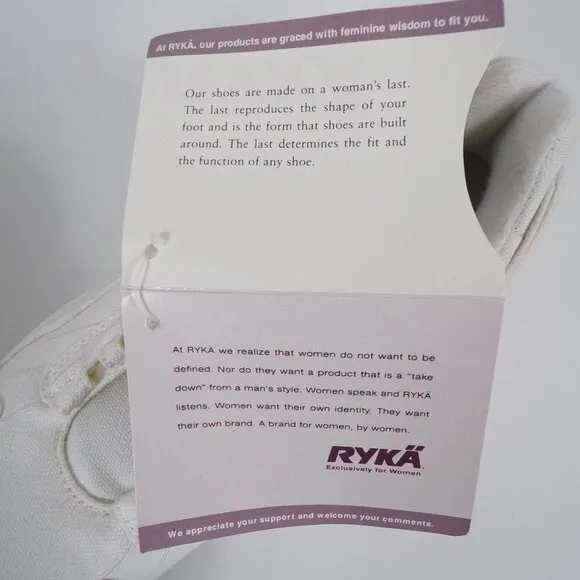 At RYKÄ, our products are graced with feminine wisdom to fit you.
Our shoes are made on a woman's last.
The last reproduces the shape of your
foot and is the form that shoes are built
around. The last determines the fit and
the function of any shoe.
At RYKÄ we realize that women do not want to be
defined. Nor do they want a product that is a "take
down" from a man's style. Women speak and RYKÄ
listens. Women want their own identity. They want
their own brand. A brand for women, by women.
RYKÄ
Exclusively for Women
We appreciate your support and welcome your comments.